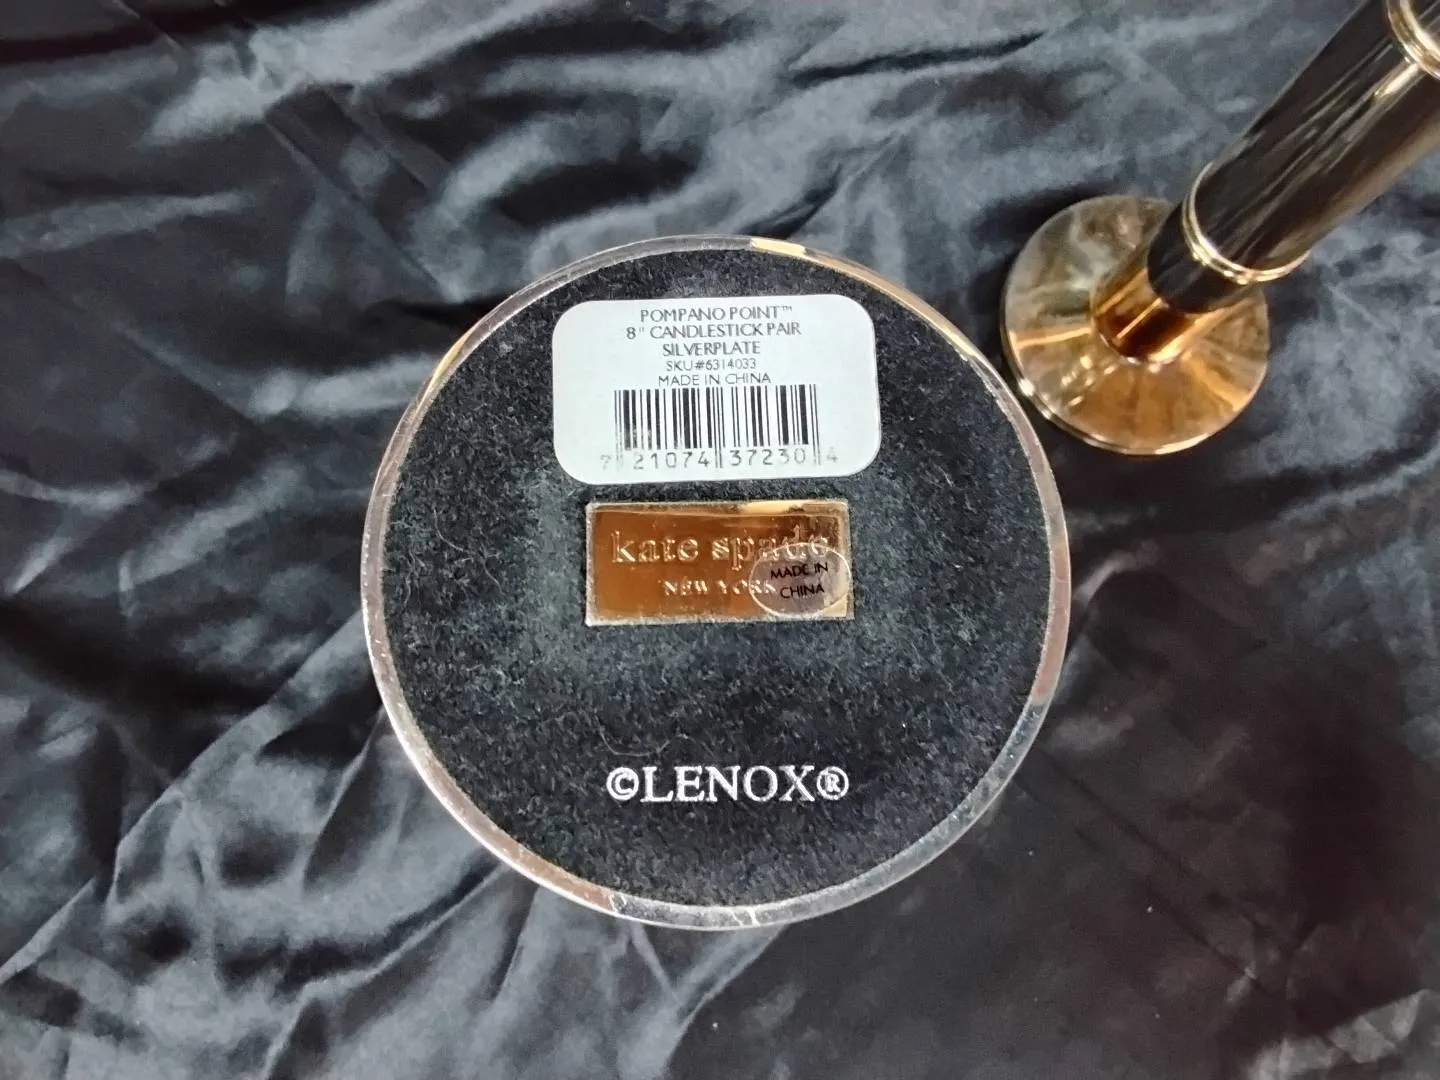 POMPANO POINT™
8" CANDLESTICK PAIR
SILVERPLATE
SKU#6314033
MADE IN CHINA
7 21074 37230 4
kate spade
NEW YORK
MADE IN
CHINA
©LENOX®